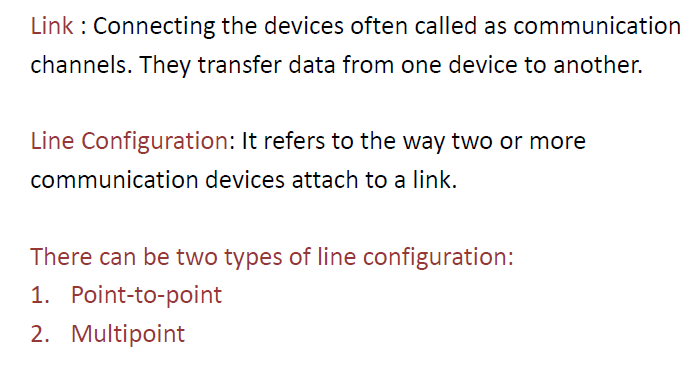 Link : Connecting the devices often called as communication
channels. They transfer data from one device to another.
Line Configuration: It refers to the way two or more
communication devices attach to a link.
There can be two types of line configuration:
1. Point-to-point
2. Multipoint